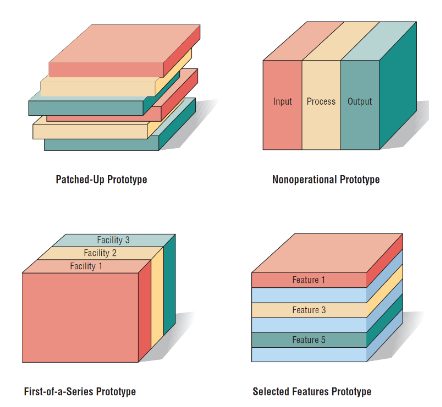 Input
Process
Output
Patched-Up Prototype
Nonoperational Prototype
Facility 3
Facility 2
Facility 1
Feature 1
Feature 3
Feature 5
First-of-a-Series Prototype
Selected Features Prototype